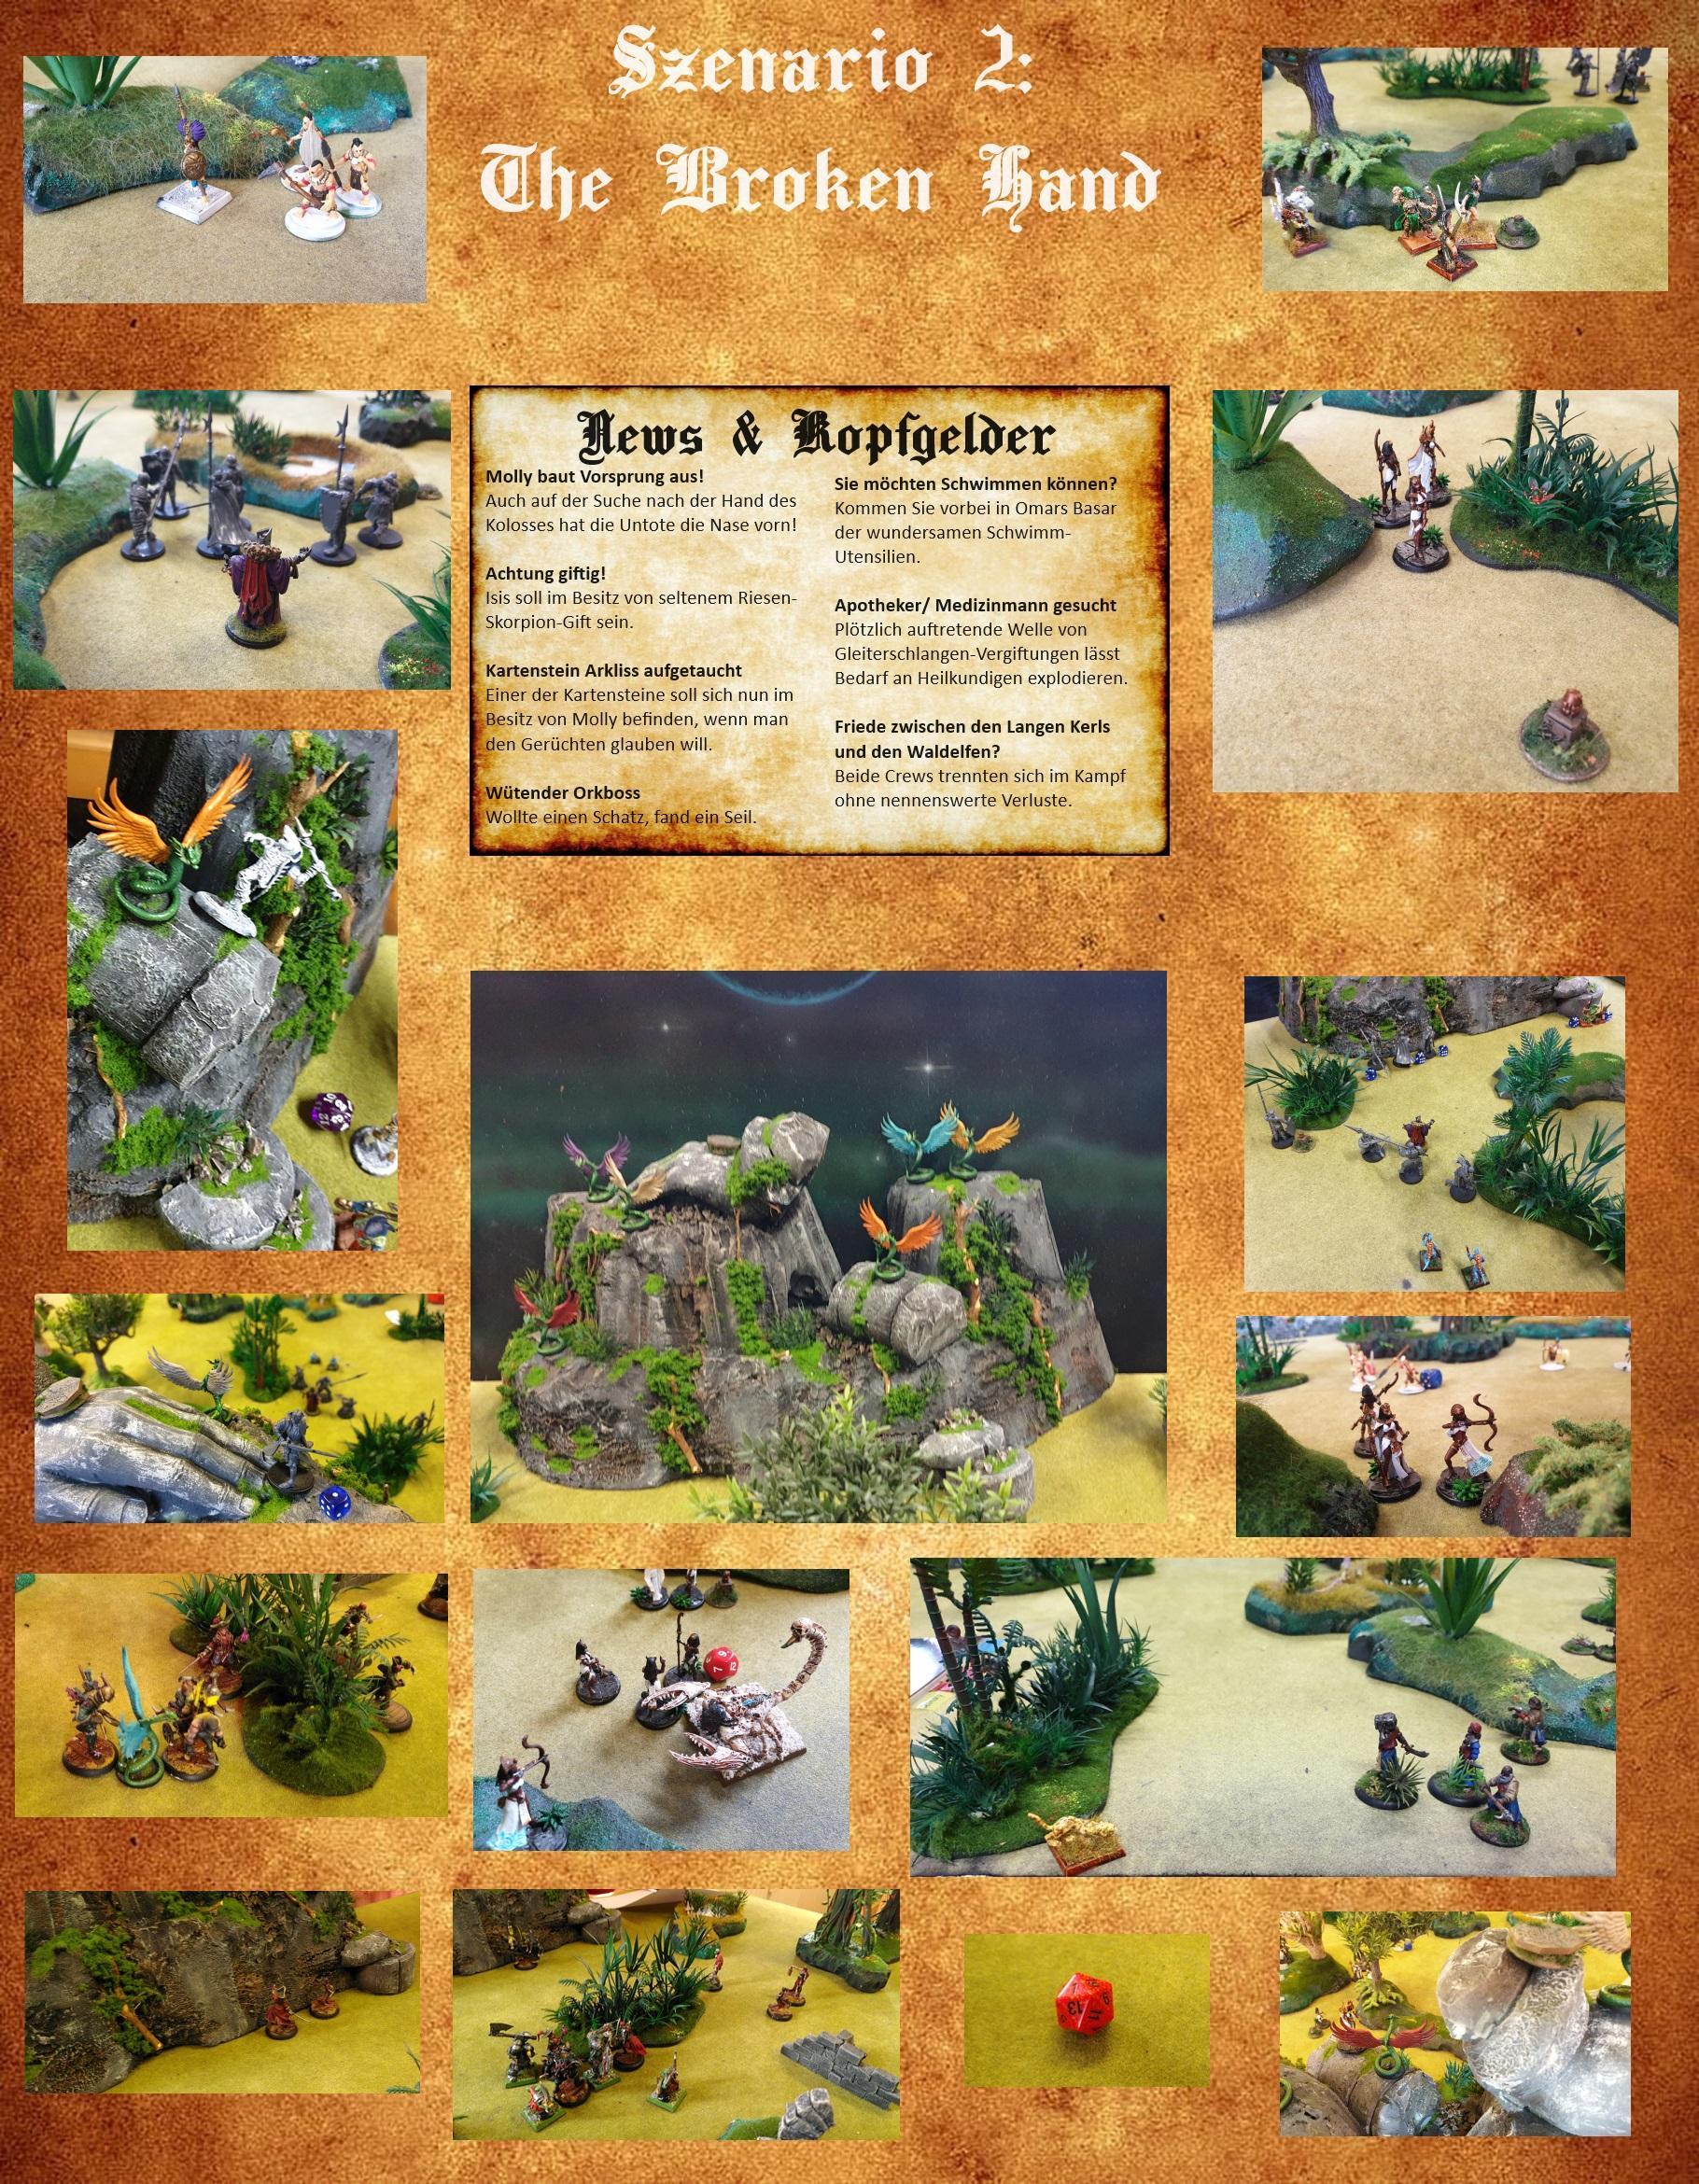 Szenario 2:
The Broken Hand
News & Kopfgelder
Molly baut Vorsprung aus!
Auch auf der Suche nach der Hand des
Kolosses hat die Untote die Nase vorn!
Achtung giftig!
Isis soll im Besitz von seltenem Riesen-
Skorpion-Gift sein.
Kartenstein Arkliss aufgetaucht
Einer der Kartensteine soll sich nun im
Besitz von Molly befinden, wenn man
den Gerüchten glauben will.
Wütender Orkboss
Wollte einen Schatz, fand ein Seil.
Sie möchten Schwimmen können?
Kommen Sie vorbei in Omars Basar
der wundersamen Schwimm-
Utensilien.
Apotheker/ Medizinmann gesucht
Plötzlich auftretende Welle von
Gleiterschlangen-Vergiftungen lässt
Bedarf an Heilkundigen explodieren.
Friede zwischen den Langen Kerls
und den Waldelfen?
Beide Crews trennten sich im Kampf
ohne nennenswerte Verluste.
12
7
13